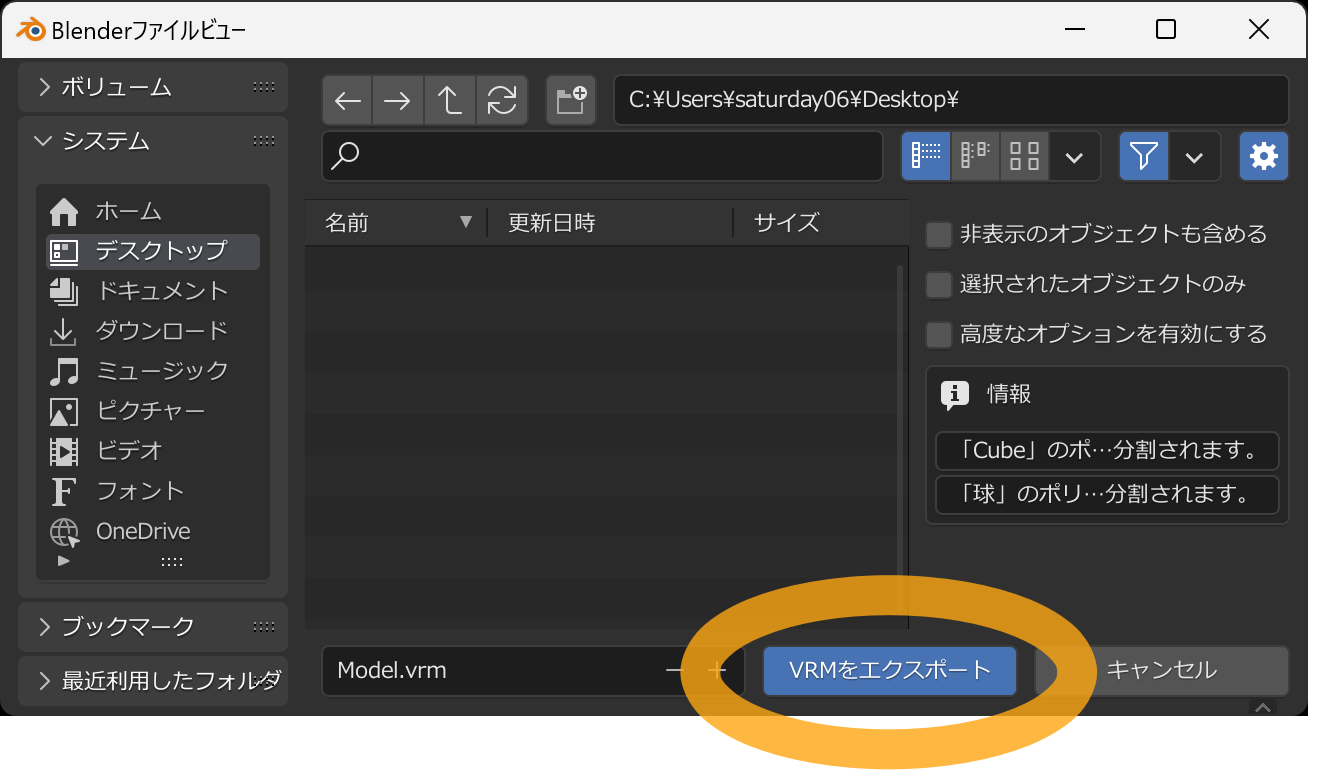 Blenderファイルビュー
ボリューム
システム
ホーム
デスクトップ
ドキュメント
ダウンロード
ミュージック
ピクチャー
ビデオ
フォント
OneDrive
ブックマーク
最近利用したフォルダ
C:¥Users¥saturday06¥Desktop¥
名前 更新日時 サイズ
非表示のオブジェクトも含める
選択されたオブジェクトのみ
高度なオプションを有効にする
情報
「Cube」のポ…分割されます。
「球」のポリ…分割されます。
Model.vrm
VRMをエクスポート
キャンセル